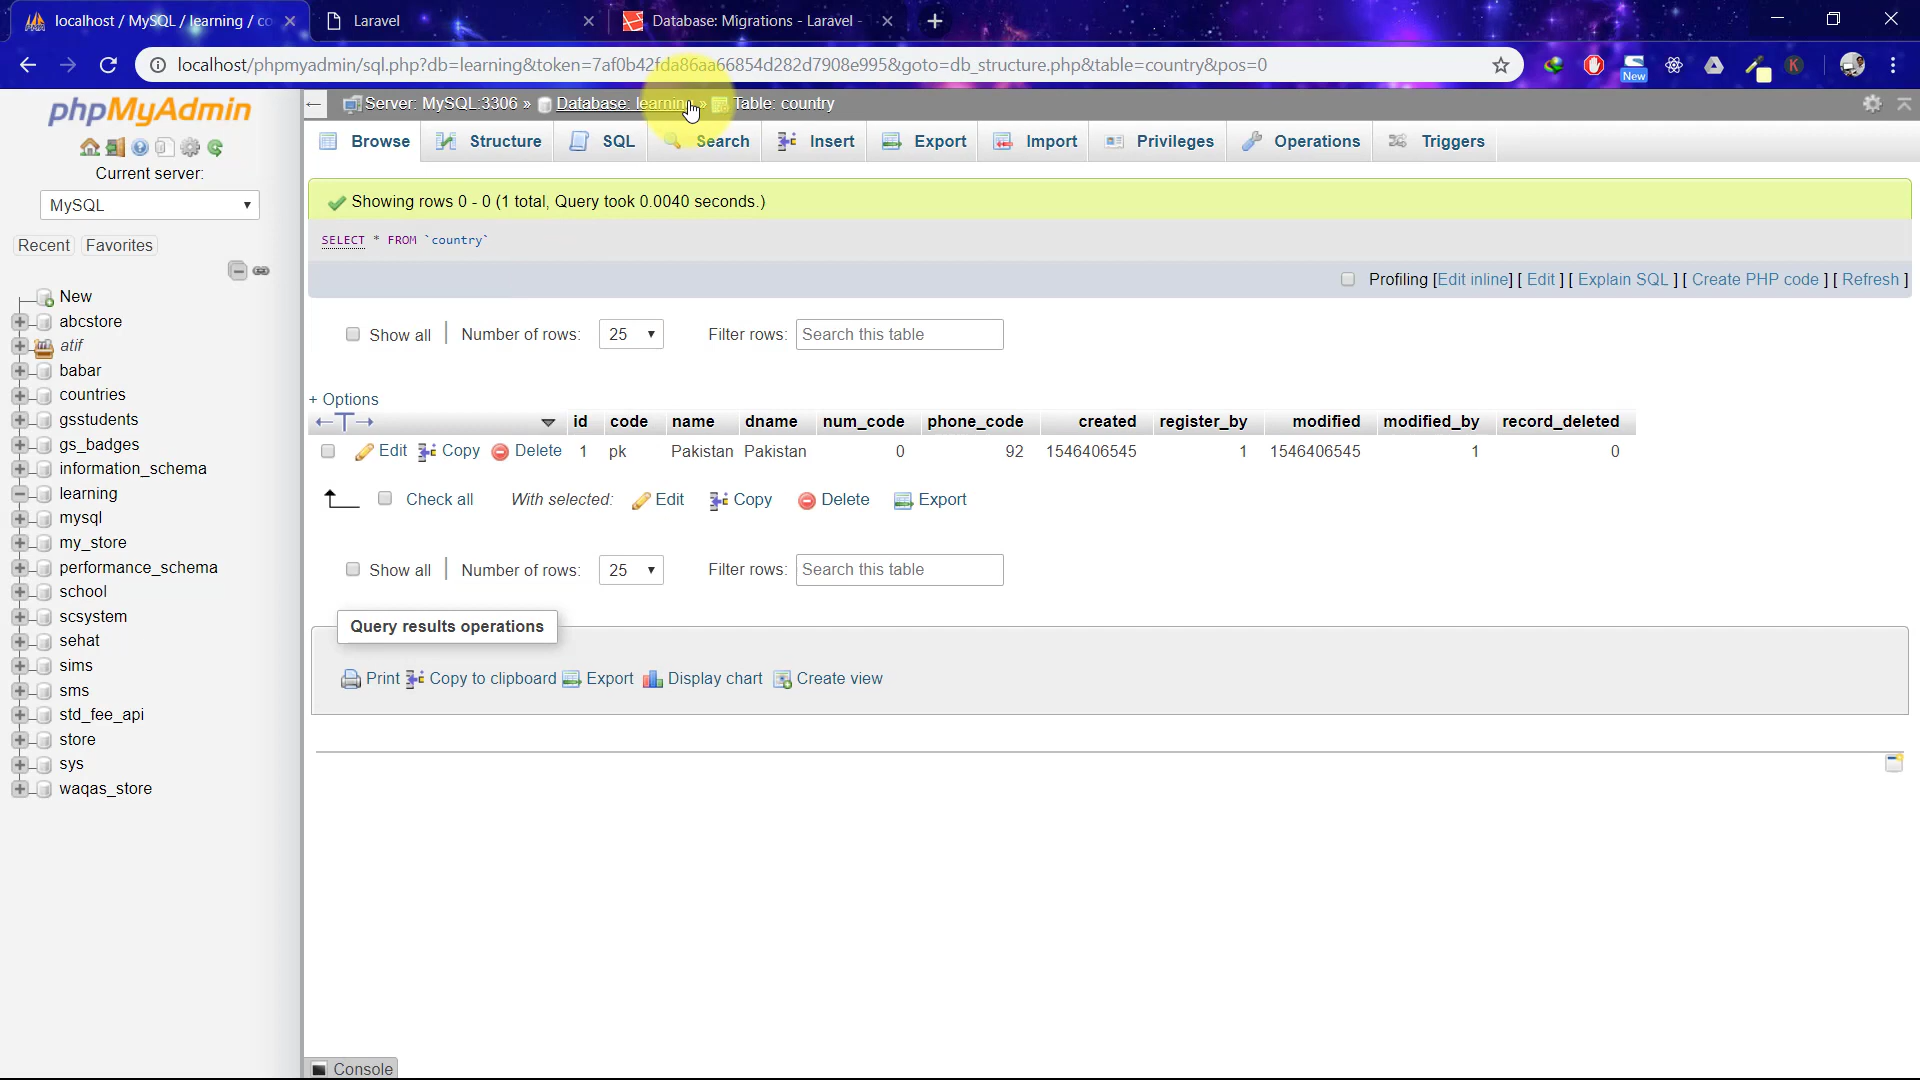 localhost / MySQL / learning / co
Laravel
Database: Migrations - Laravel -
localhost/phpmyadmin/sql.php?db=learning&token=7af0b42fda86aa66854d282d7908e995&goto=db_structure.php&table=country&pos=0
New
phpMyAdmin
Server: MySQL:3306 » Database: learning » Table: country
Browse Structure SQL Search Insert Export Import Privileges Operations Triggers
Current server:
MySQL
Recent Favorites
New
abcstore
atif
babar
countries
gsstudents
gs_badges
information_schema
learning
mysql
my_store
performance_schema
school
scsystem
sehat
sims
sms
std_fee_api
store
sys
waqas_store
Showing rows 0 - 0 (1 total, Query took 0.0040 seconds.)
SELECT * FROM `country`
Profiling [Edit inline] [ Edit ] [ Explain SQL ] [ Create PHP code ] [ Refresh ]
Show all Number of rows: 25 Filter rows: Search this table
+ Options
id code name dname num_code phone_code created register_by modified modified_by record_deleted
Edit Copy Delete 1 pk Pakistan Pakistan 0 92 1546406545 1 1546406545 1 0
Check all With selected: Edit Copy Delete Export
Show all Number of rows: 25 Filter rows: Search this table
Query results operations
Print Copy to clipboard Export Display chart Create view
Console